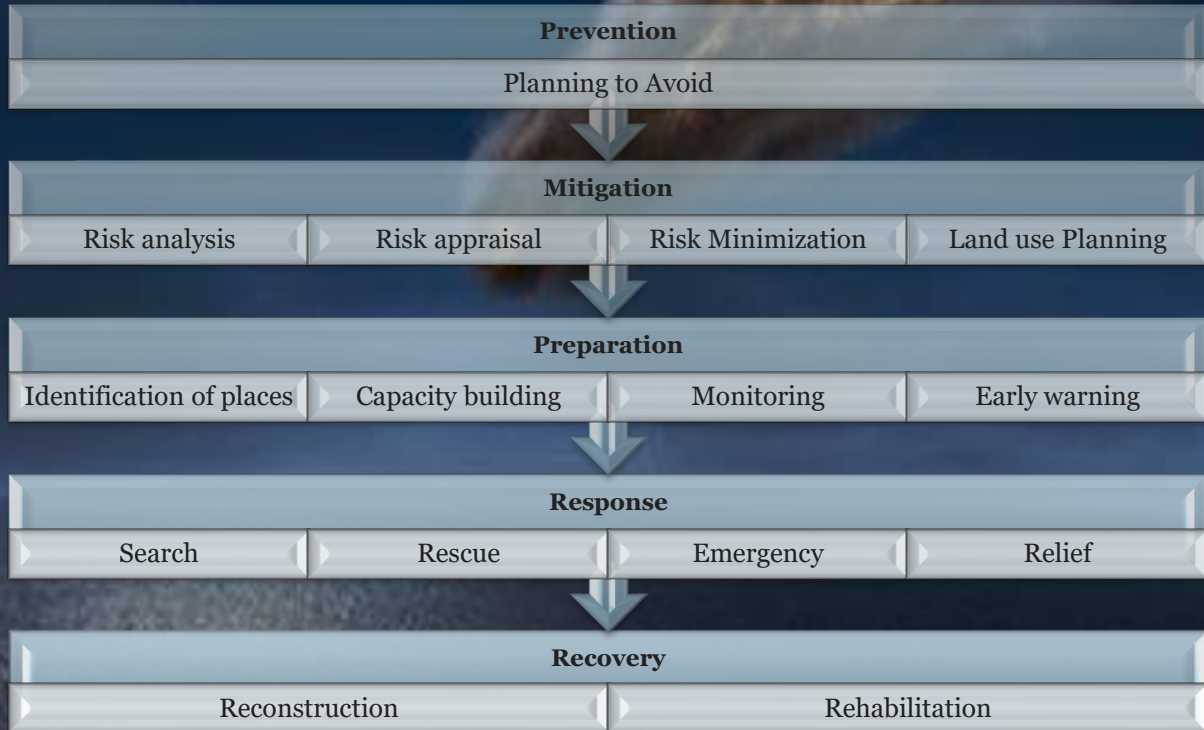 Prevention
Planning to Avoid
Mitigation
Risk analysis Risk appraisal Risk Minimization Land use Planning
Preparation
Identification of places Capacity building Monitoring Early warning
Response
Search Rescue Emergency Relief
Recovery
Reconstruction Rehabilitation